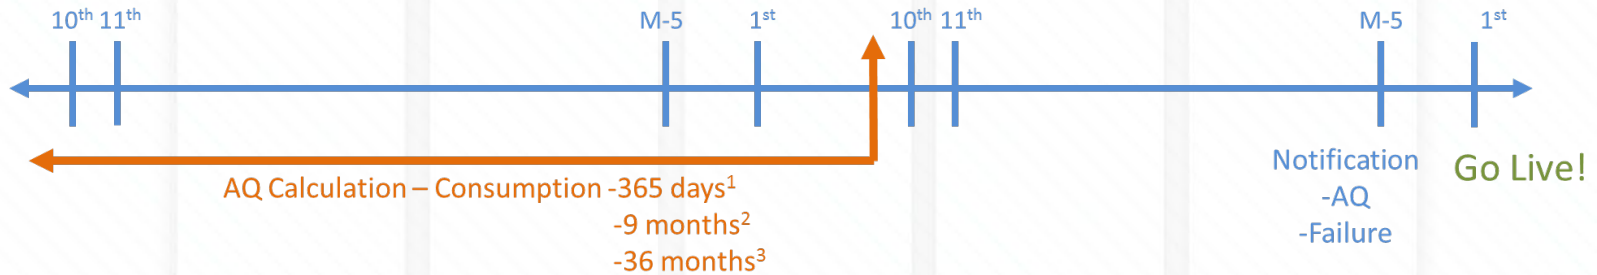 10th 11th M-5 1st 10th 11th M-5 1st
AQ Calculation – Consumption -365 days1
-9 months2
-36 months3
Notification
-AQ
-Failure
Go Live!